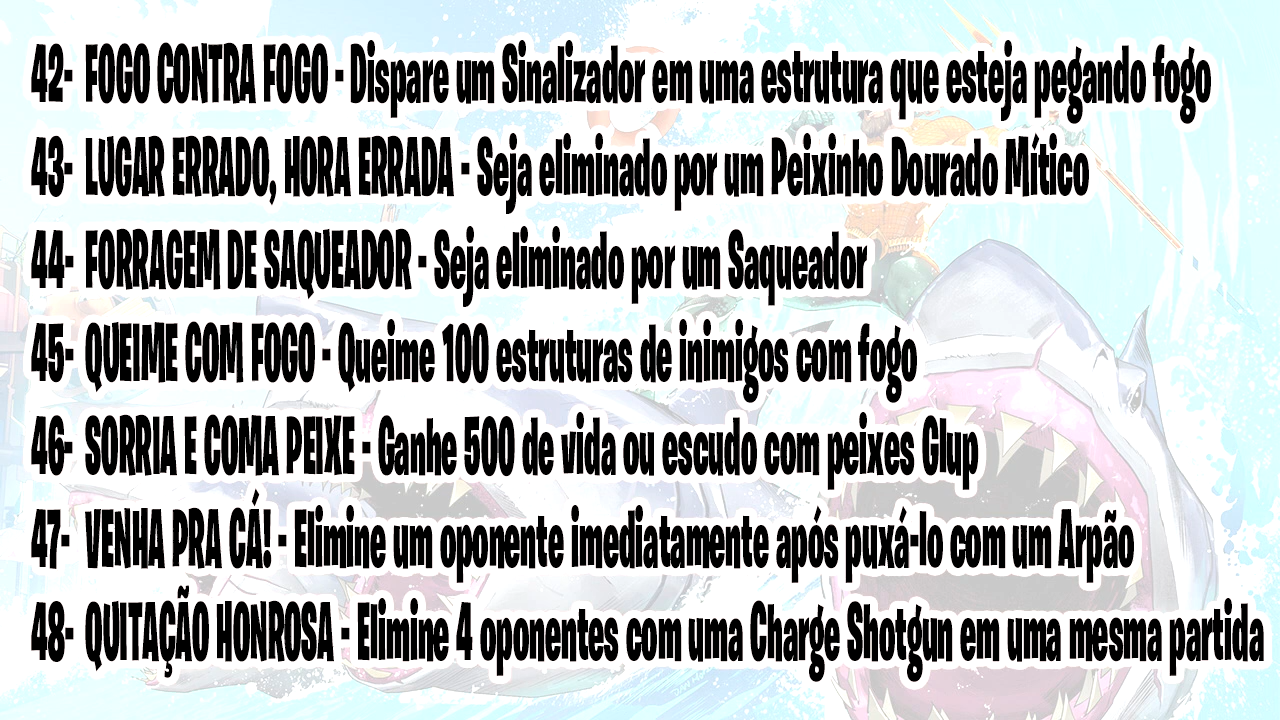 42- FOGO CONTRA FOGO - Dispare um Sinalizador em uma estrutura que esteja pegando fogo
43- LUGAR ERRADO, HORA ERRADA - Seja eliminado por um Peixinho Dourado Mítico
44- FORRAGEM DE SAQUEADOR - Seja eliminado por um Saqueador
45- QUEIME COM FOGO - Queime 100 estruturas de inimigos com fogo
46- SORRIA E COMA PEIXE - Ganhe 500 de vida ou escudo com peixes Glup
47- VENHA PRA CÁ! - Elimine um oponente imediatamente após puxá-lo com um Arpão
48- QUITAÇÃO HONROSA - Elimine 4 oponentes com uma Charge Shotgun em uma mesma partida